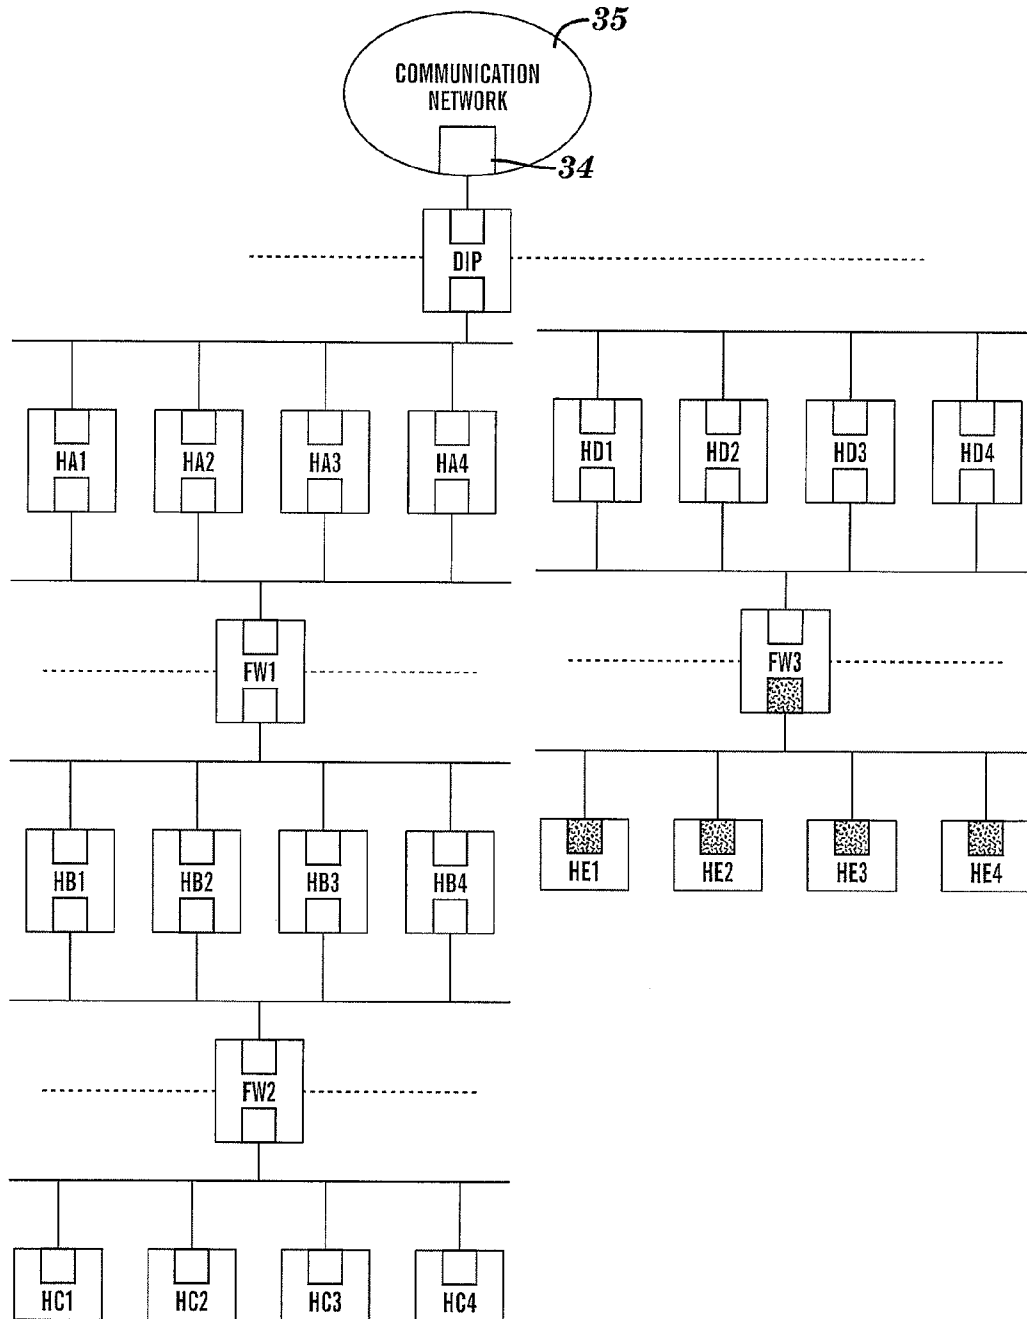 35
COMMUNICATION
NETWORK
34
DIP
HA1 HA2 HA3 HA4
HD1 HD2 HD3 HD4
FW1
FW3
HB1 HB2 HB3 HB4
HE1 HE2 HE3 HE4
FW2
HC1 HC2 HC3 HC4